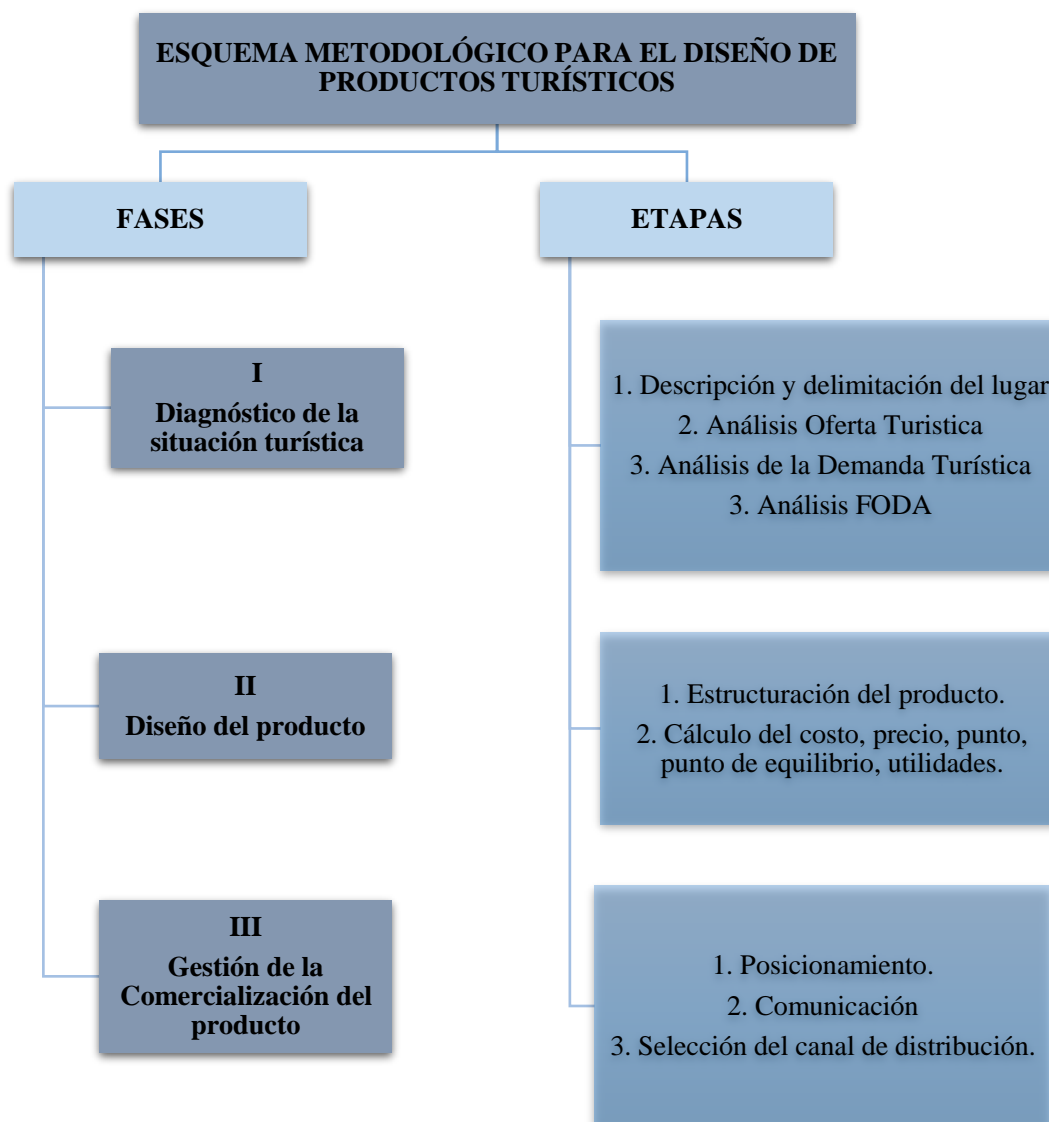 ESQUEMA METODOLÓGICO PARA EL DISEÑO DE
PRODUCTOS TURÍSTICOS
FASES
ETAPAS
I
Diagnóstico de la
situación turística
1. Descripción y delimitación del lugar
2. Análisis Oferta Turistica
3. Análisis de la Demanda Turística
3. Análisis FODA
II
Diseño del producto
1. Estructuración del producto.
2. Cálculo del costo, precio, punto,
punto de equilibrio, utilidades.
III
Gestión de la
Comercialización del
producto
1. Posicionamiento.
2. Comunicación
3. Selección del canal de distribución.